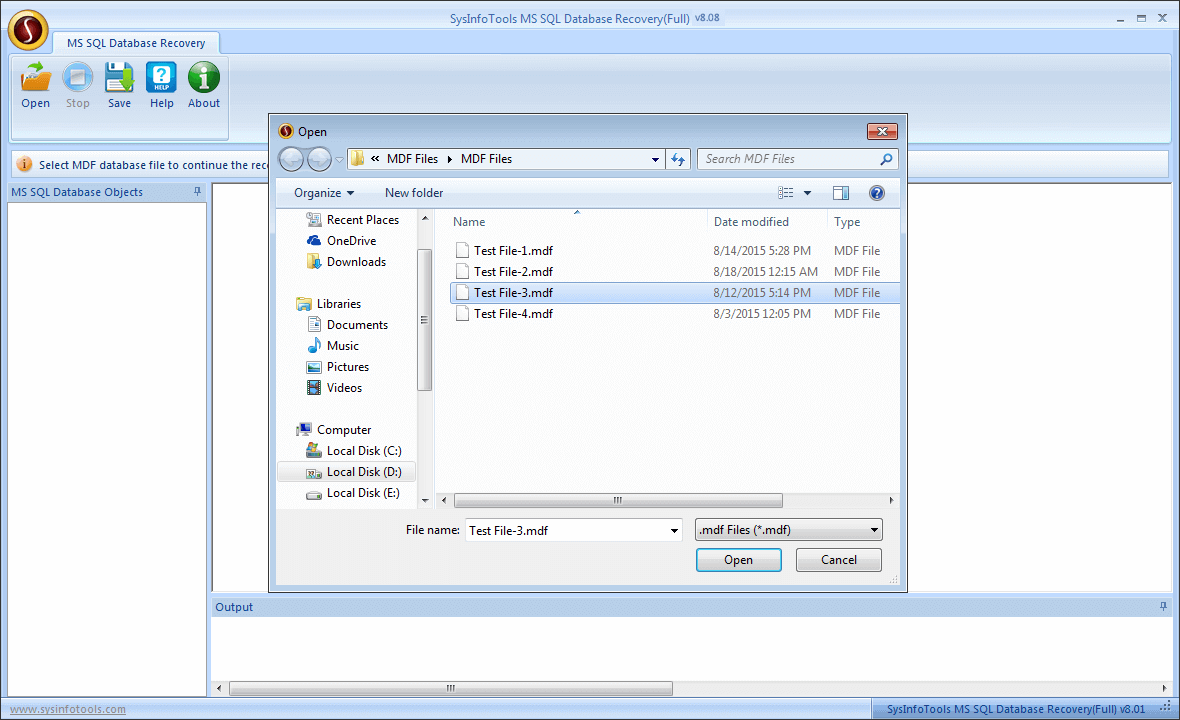 SysInfoTools MS SQL Database Recovery(Full) v8.08
MS SQL Database Recovery
Open Stop Save Help About
HELP
Select MDF database file to continue the rec
MS SQL Database Objects
Open
« MDF Files MDF Files
Search MDF Files
Organize New folder
Recent Places
OneDrive
Downloads
Libraries
Documents
Music
Pictures
Videos
Computer
Local Disk (C:)
Local Disk (D:)
Local Disk (E:)
Name Date modified Type
Test File-1.mdf 8/14/2015 5:28 PM MDF File
Test File-2.mdf 8/18/2015 12:15 AM MDF File
Test File-3.mdf 8/12/2015 5:14 PM MDF File
Test File-4.mdf 8/3/2015 12:05 PM MDF File
File name: Test File-3.mdf .mdf Files (*.mdf)
Open Cancel
Output
www.sysinfotools.com
SysInfoTools MS SQL Database Recovery(Full) v8.01